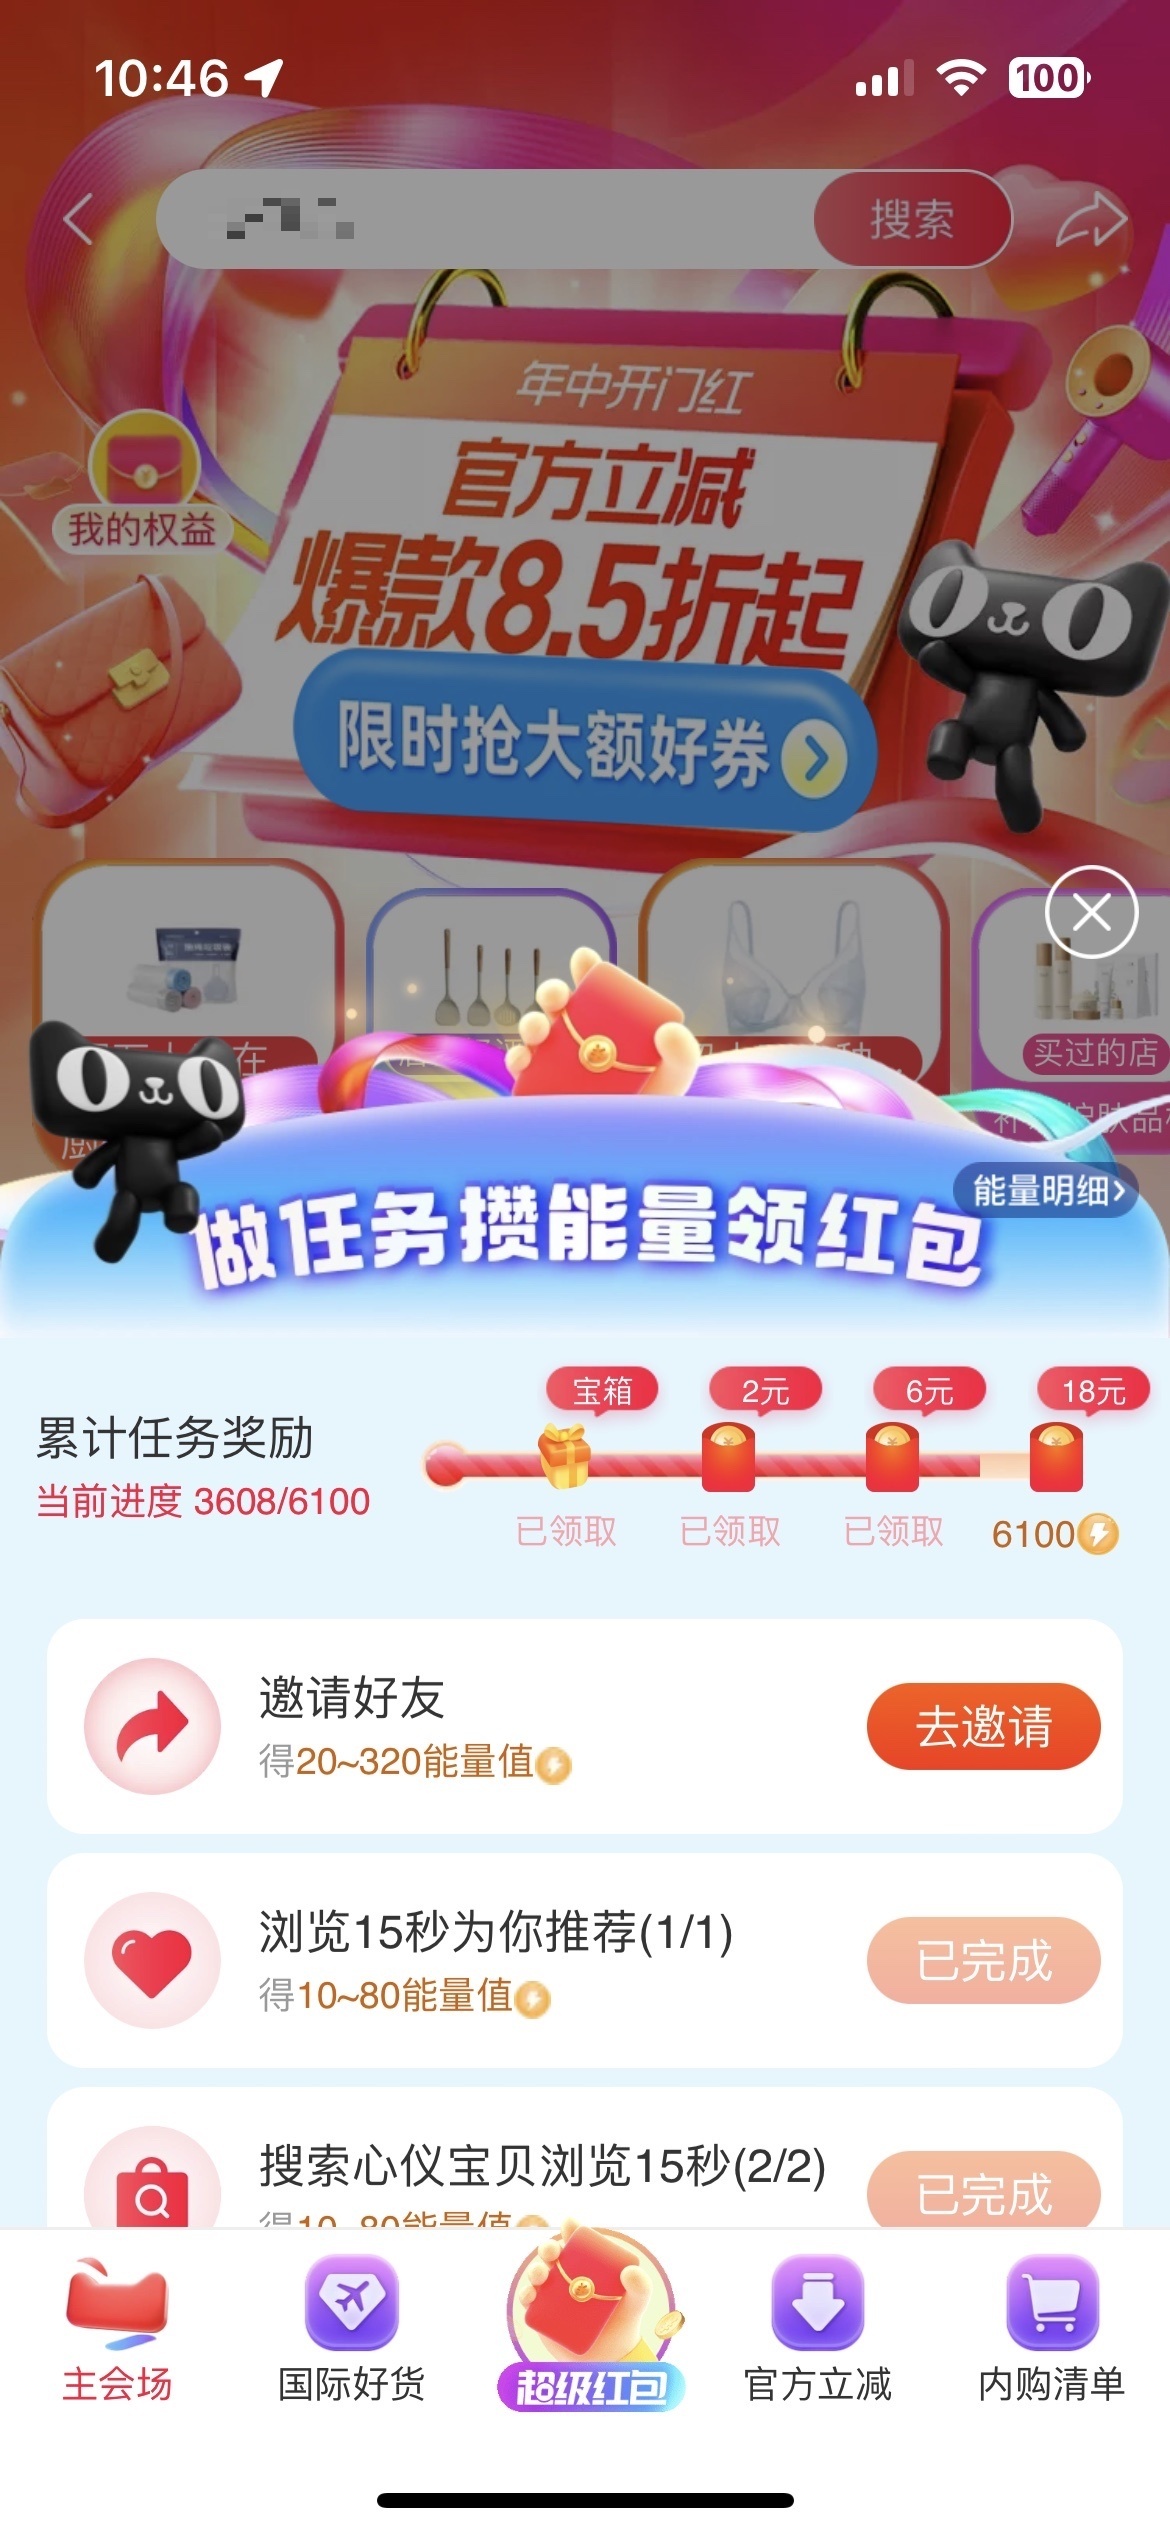 10:46
100
搜索
年中开门红
官方立减
我的权益
爆款8.5折起
限时抢大额好券
买过的店
能量明细
做任务攒能量领红包
宝箱
2元
6元
18元
累计任务奖励
当前进度 3608/6100
已领取
已领取
已领取
6100
邀请好友
得20~320能量值
去邀请
浏览15秒为你推荐(1/1)
得10~80能量值
已完成
搜索心仪宝贝浏览15秒(2/2)
得10~80能量值
已完成
主会场
国际好货
超级红包
官方立减
内购清单